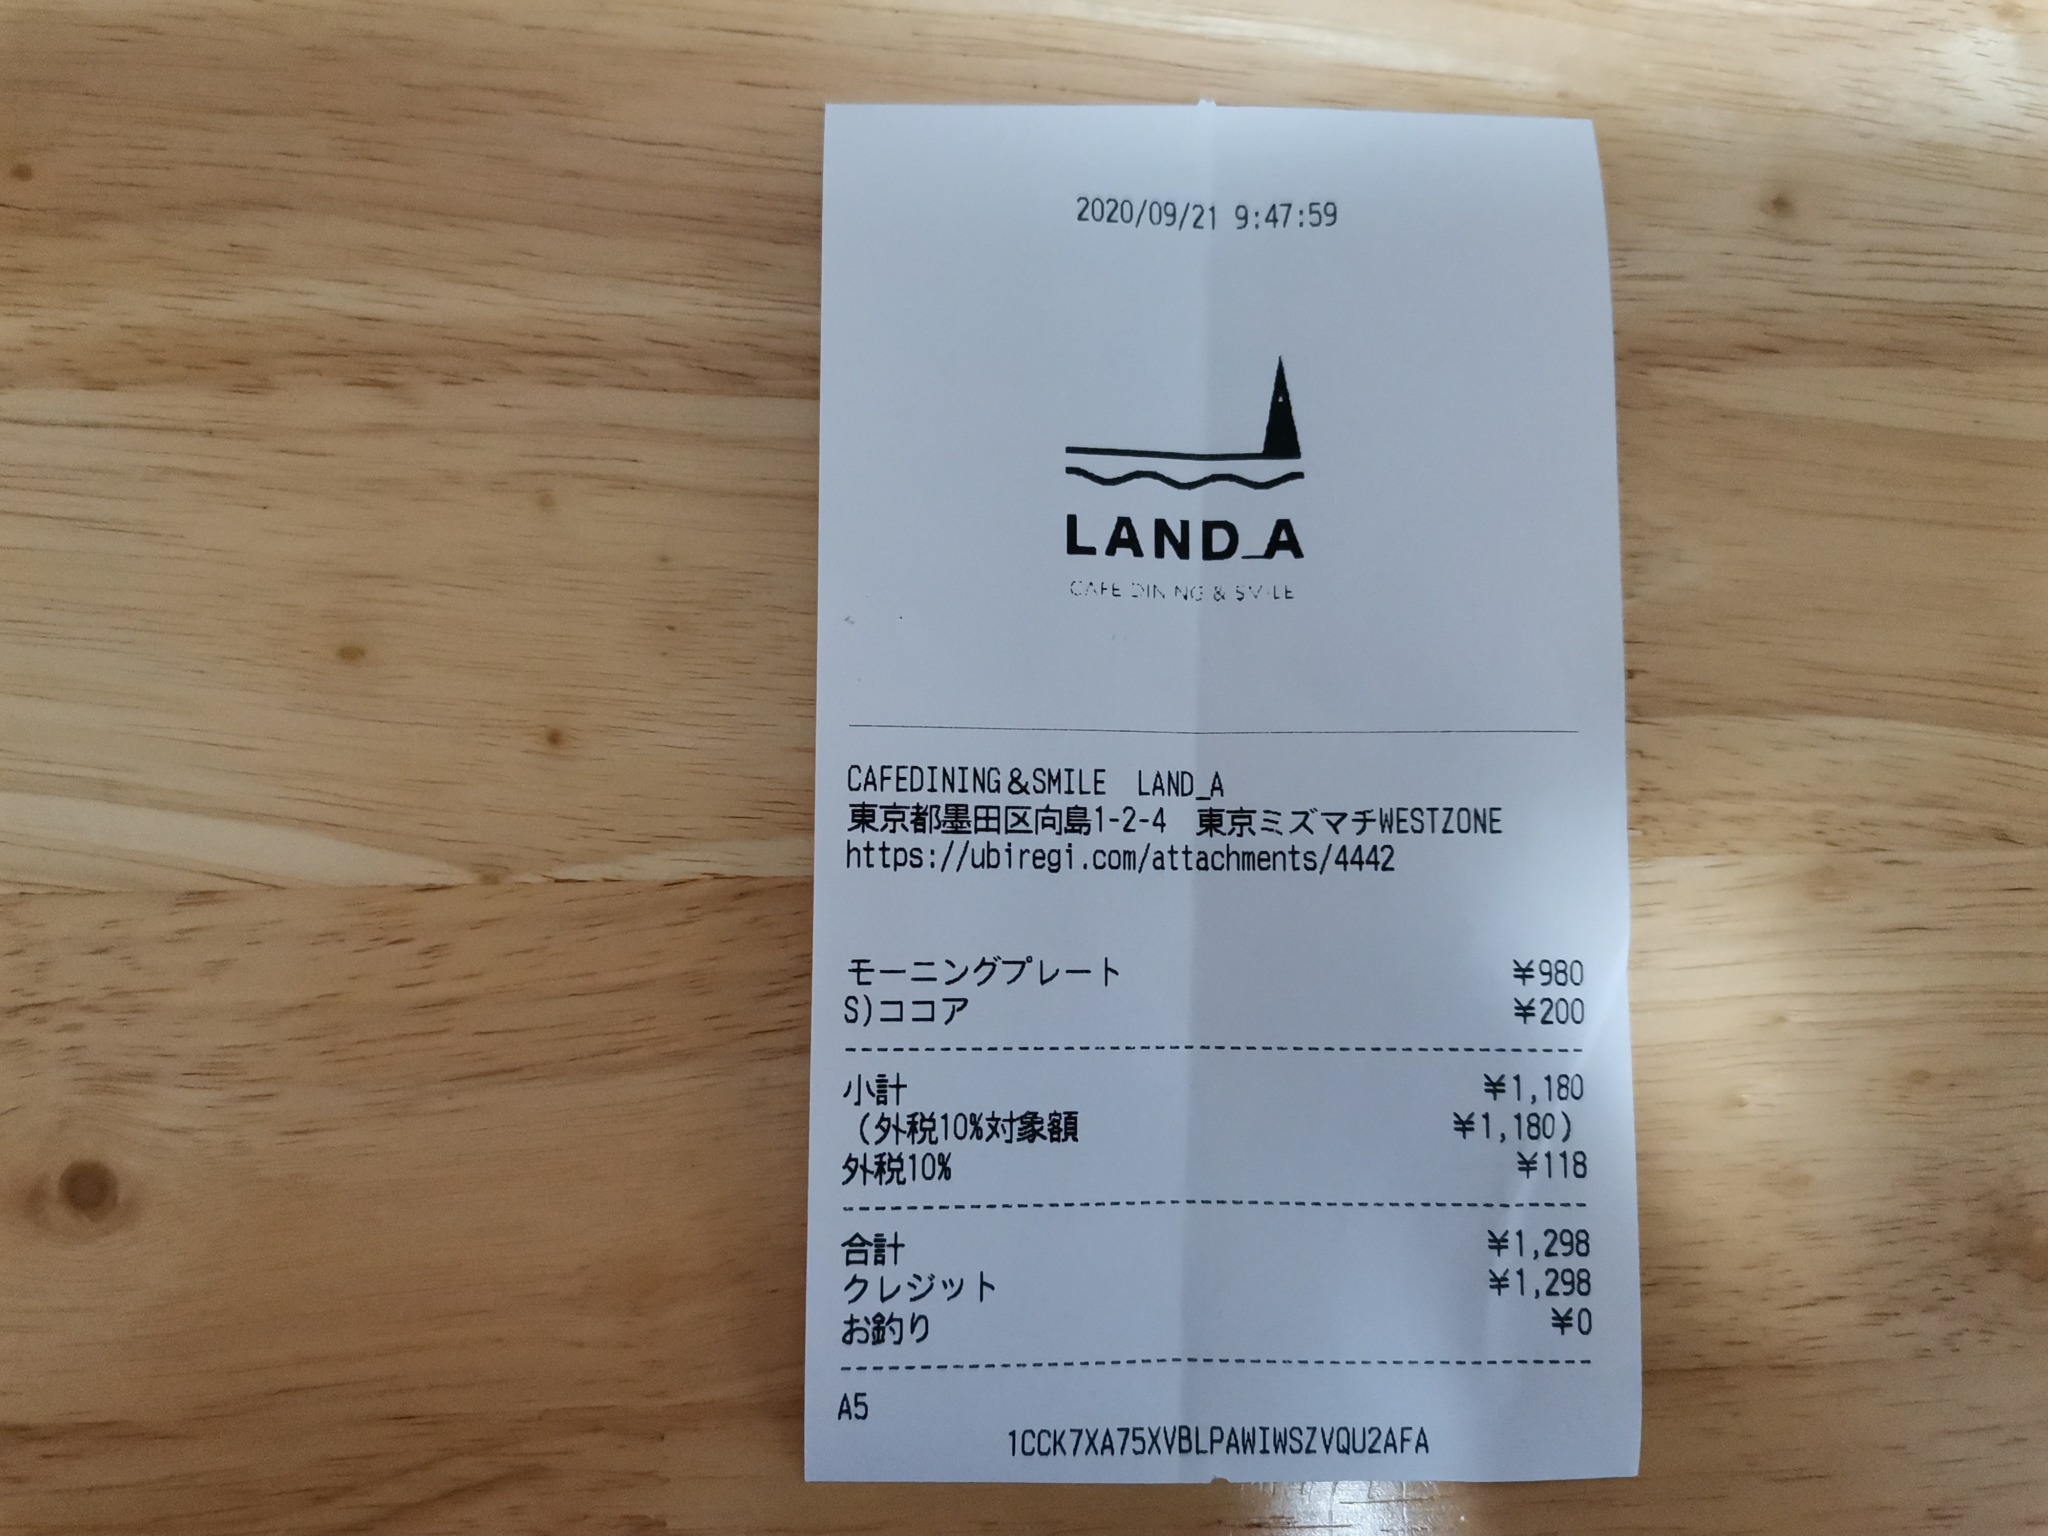 2020/09/21 9:47:59
LAND_A
CAFE DINING & SMILE
CAFEDINING&SMILE LAND_A
東京都墨田区向島1-2-4 東京ミズマチWESTZONE
https://ubiregi.com/attachments/4442
モーニングプレート ¥980
S)ココア ¥200
小計 ¥1,180
(外税10%対象額 ¥1,180)
外税10% ¥118
合計 ¥1,298
クレジット ¥1,298
お釣り ¥0
A5
1CCK7XA75XVBLPAWIWSZVQU2AFA